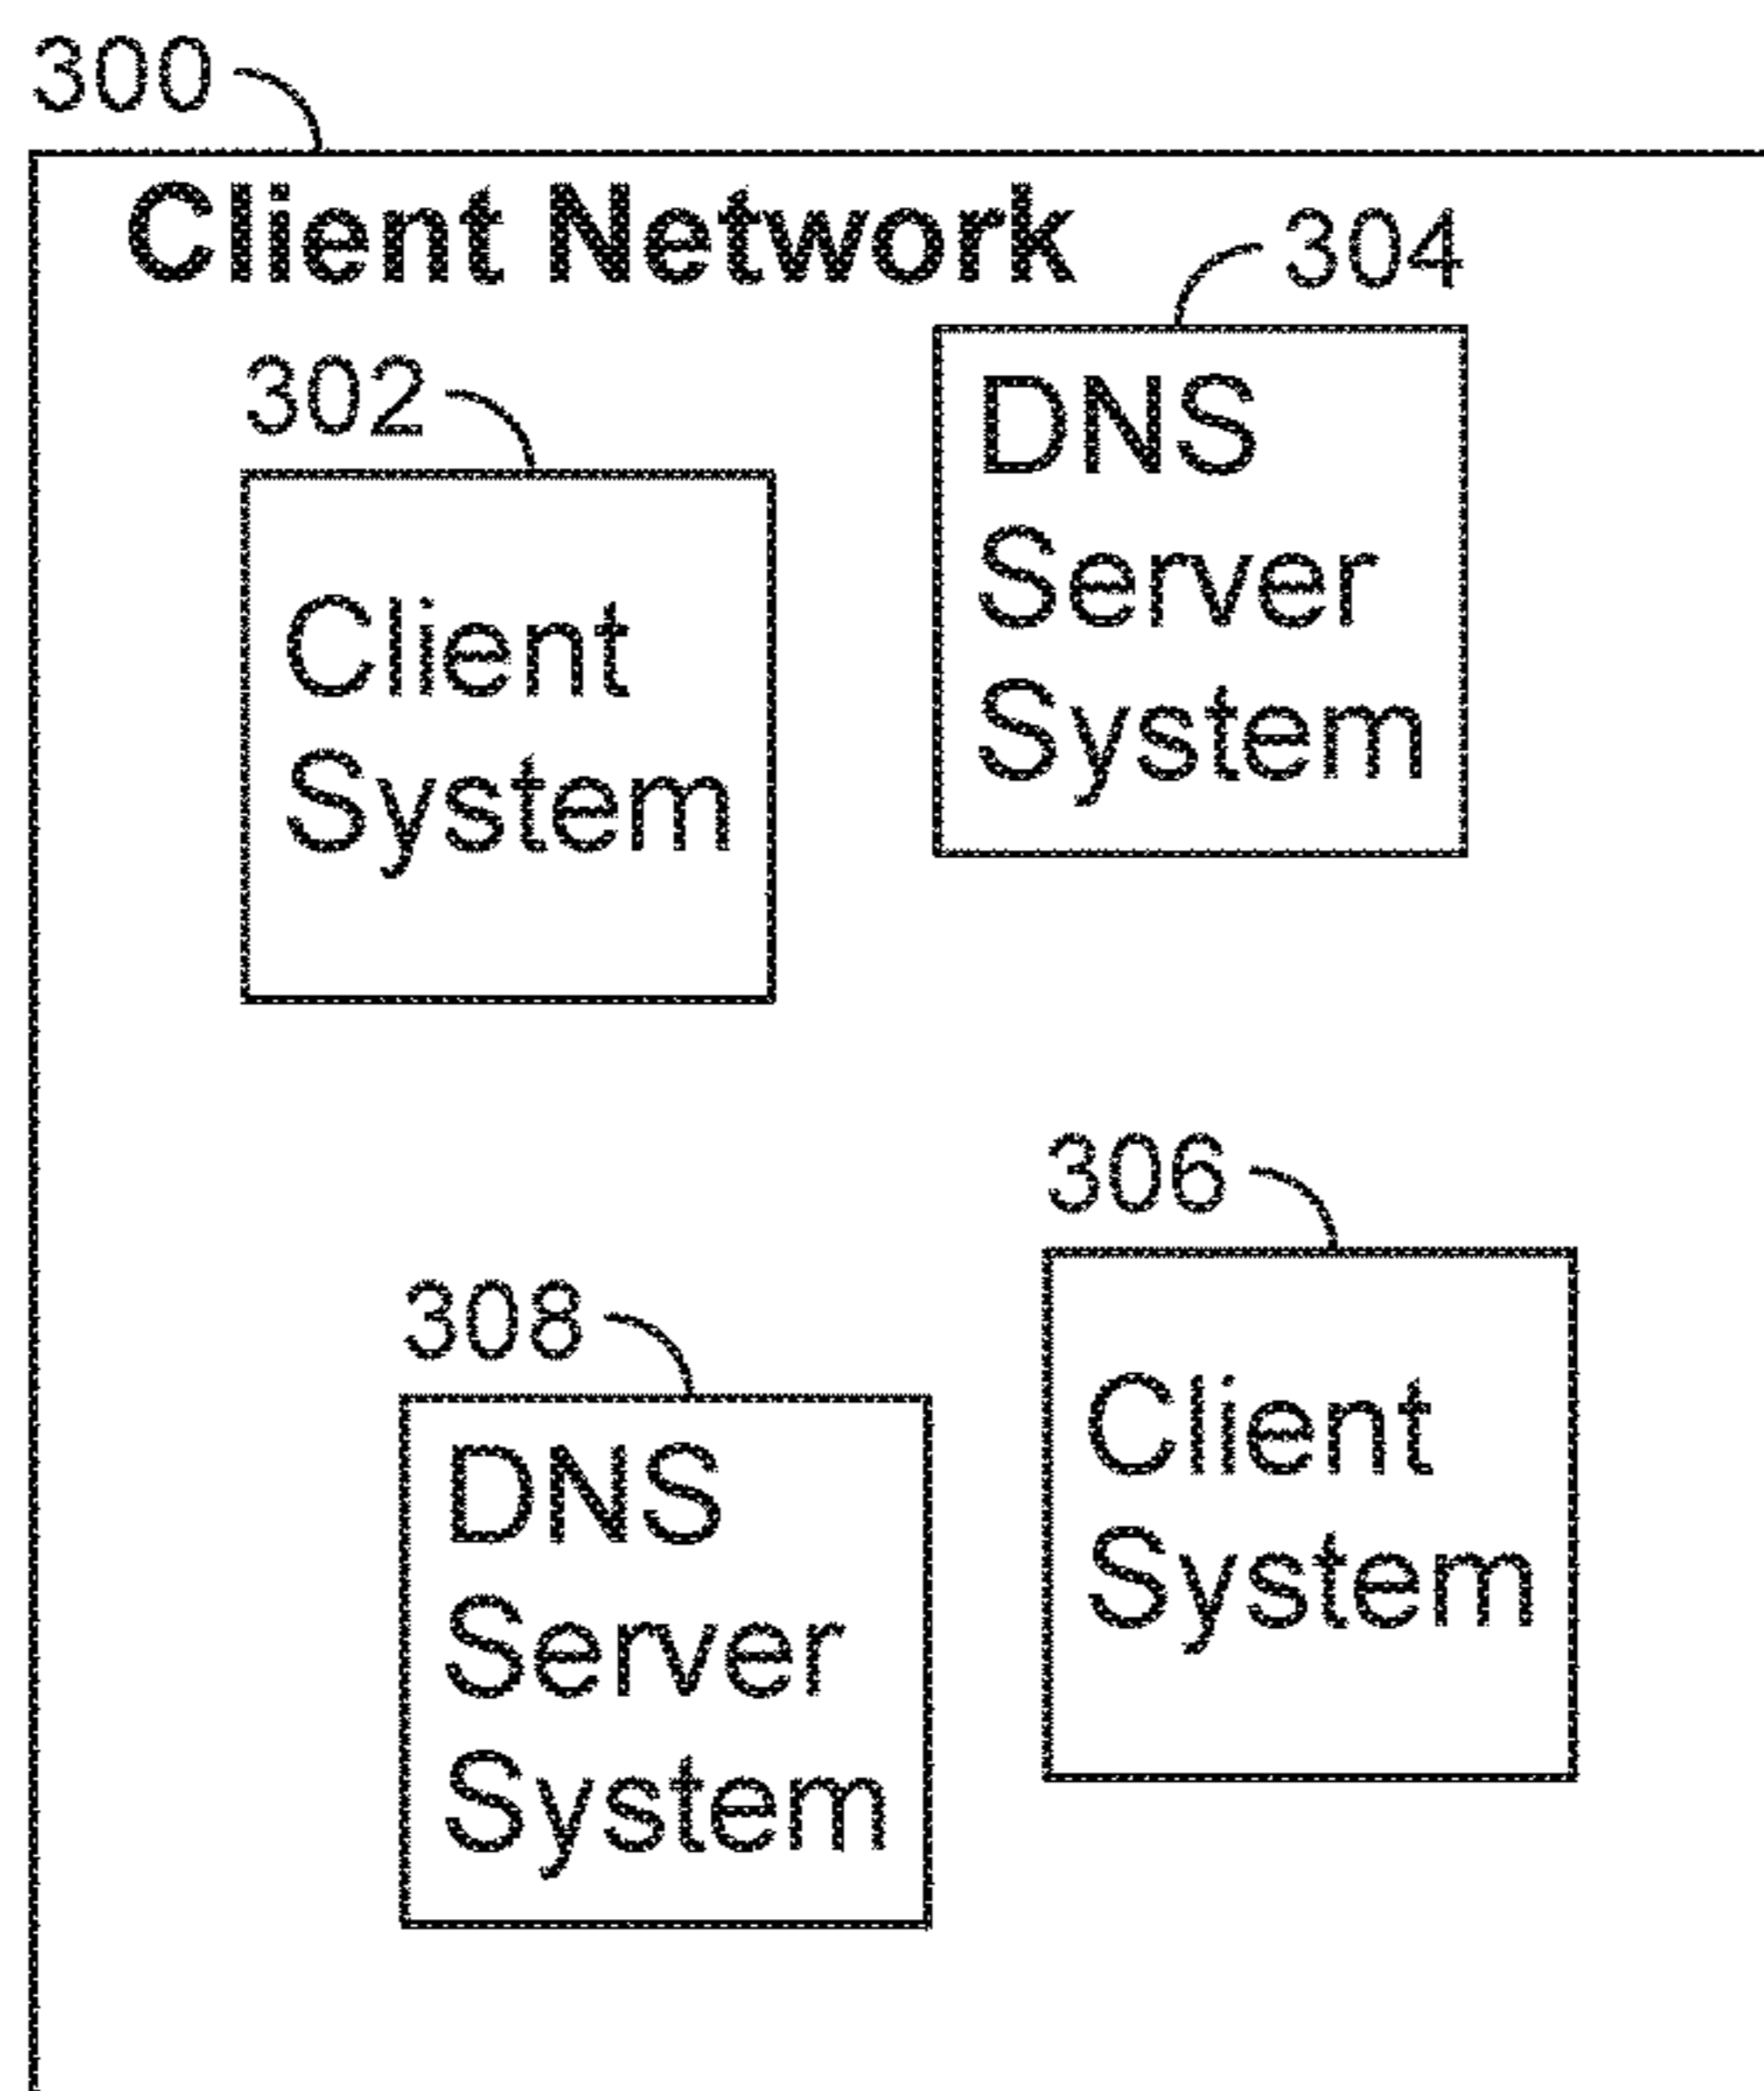 300
Client Network
304
302
DNS
Server
System
Client
System
306
308
Client
System
DNS
Server
System